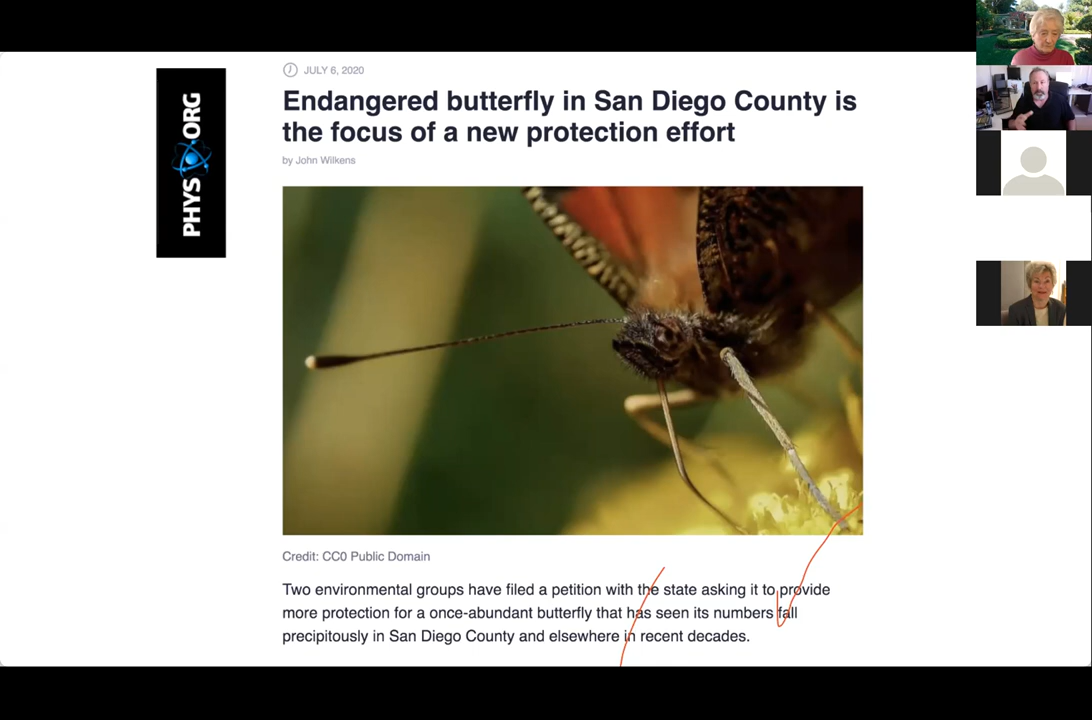 PHYS ORG
JULY 6, 2020
Endangered butterfly in San Diego County is
the focus of a new protection effort
by John Wilkens
Credit: CC0 Public Domain
Two environmental groups have filed a petition with the state asking it to provide
more protection for a once-abundant butterfly that has seen its numbers fall
precipitously in San Diego County and elsewhere in recent decades.